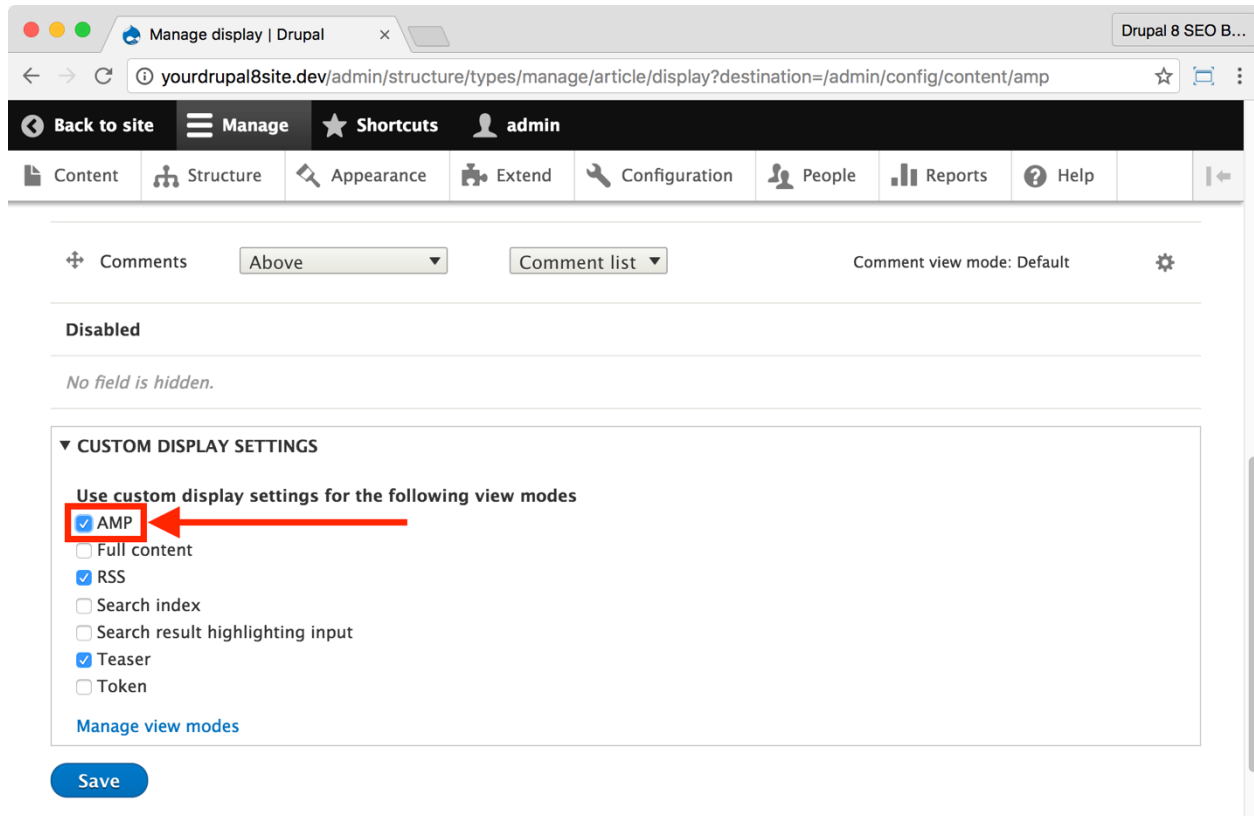 Manage display | Drupal ×
Drupal 8 SEO B...
yourdrupal8site.dev/admin/structure/types/manage/article/display?destination=/admin/config/content/amp
Back to site Manage Shortcuts admin
Content Structure Appearance Extend Configuration People Reports Help
Comments Above Comment list Comment view mode: Default
Disabled
No field is hidden.
CUSTOM DISPLAY SETTINGS
Use custom display settings for the following view modes
AMP
Full content
RSS
Search index
Search result highlighting input
Teaser
Token
Manage view modes
Save